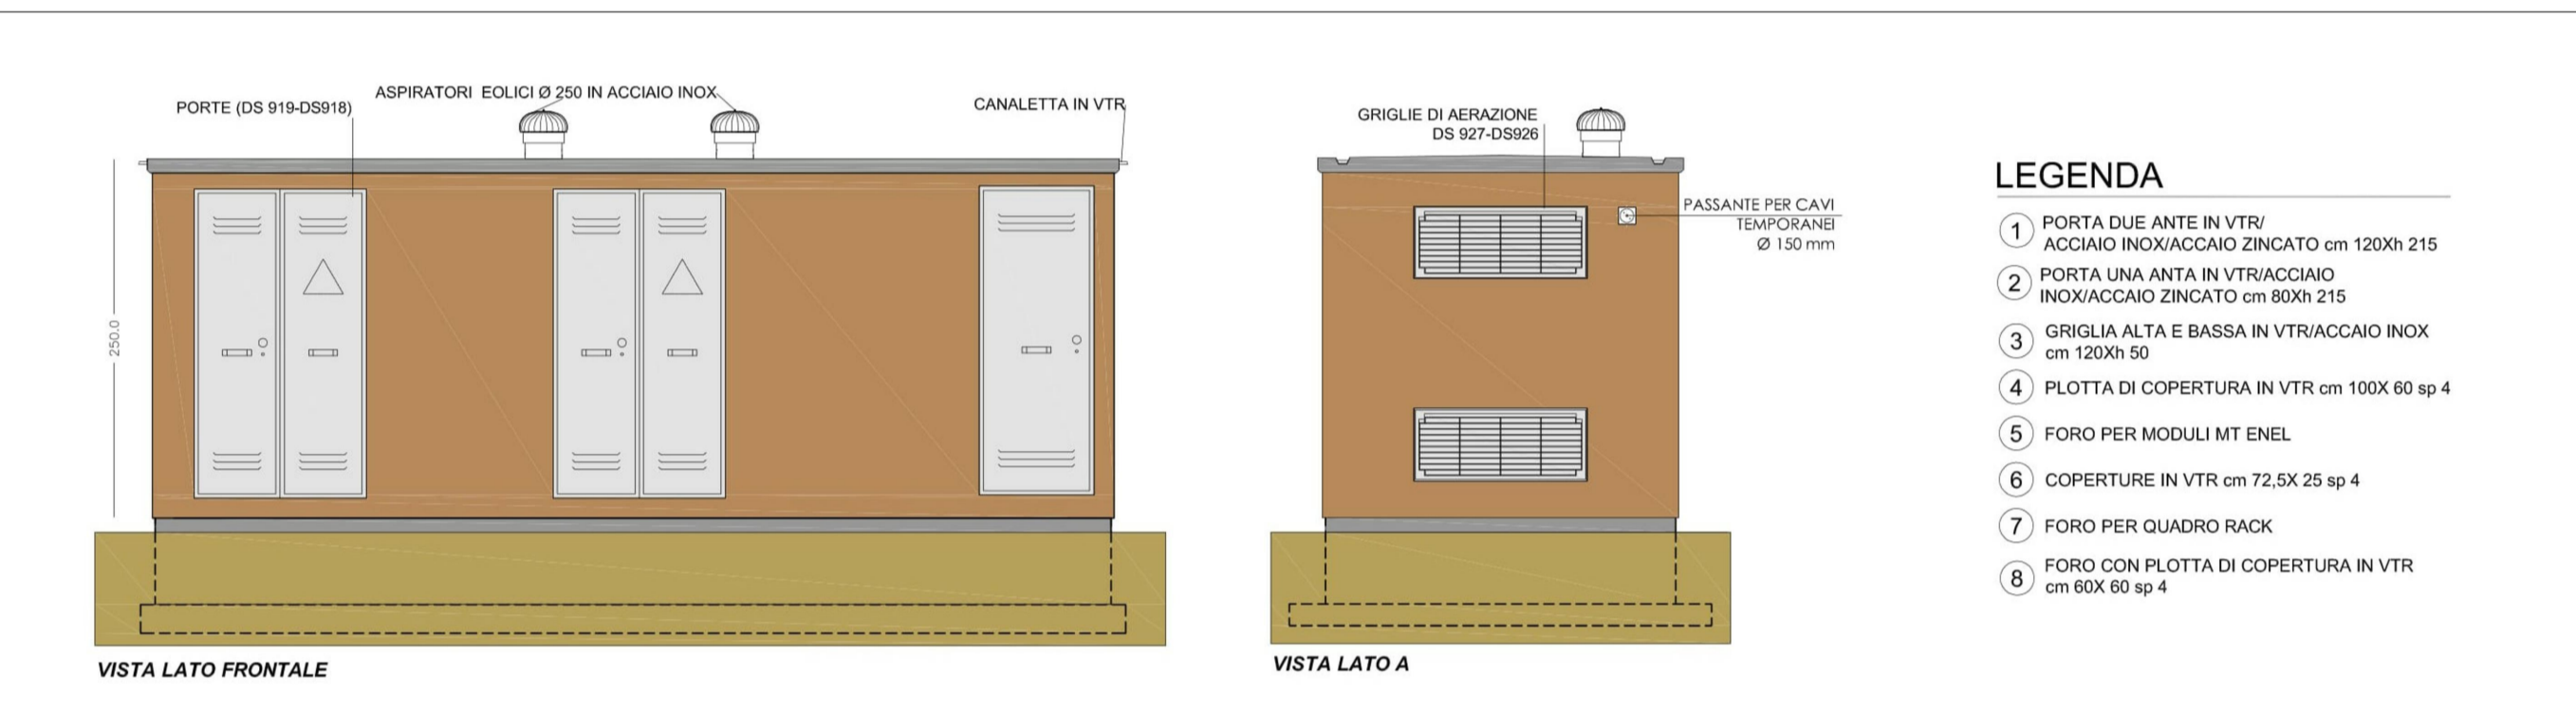 PORTE (DS 919-DS918)
ASPIRATORI EOLICI Ø 250 IN ACCIAIO INOX
CANALETTA IN VTR
250.0
VISTA LATO FRONTALE
GRIGLIE DI AERAZIONE
DS 927-DS926
PASSANTE PER CAVI
TEMPORANEI
Ø 150 mm
VISTA LATO A
LEGENDA
1 PORTA DUE ANTE IN VTR/
ACCIAIO INOX/ACCAIO ZINCATO cm 120Xh 215
2 PORTA UNA ANTA IN VTR/ACCIAIO
INOX/ACCAIO ZINCATO cm 80Xh 215
3 GRIGLIA ALTA E BASSA IN VTR/ACCAIO INOX
cm 120Xh 50
4 PLOTTA DI COPERTURA IN VTR cm 100X 60 sp 4
5 FORO PER MODULI MT ENEL
6 COPERTURE IN VTR cm 72,5X 25 sp 4
7 FORO PER QUADRO RACK
8 FORO CON PLOTTA DI COPERTURA IN VTR
cm 60X 60 sp 4